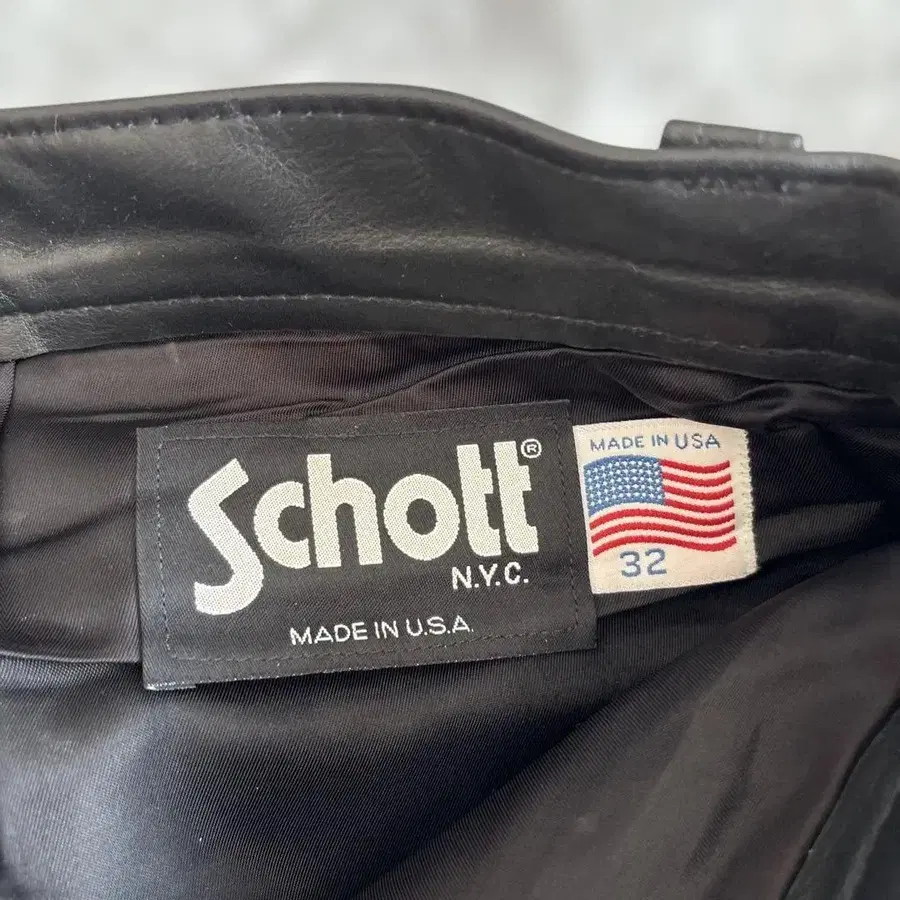 Schott®
N.Y.C.
MADE IN U.S.A.
MADE IN USA
32